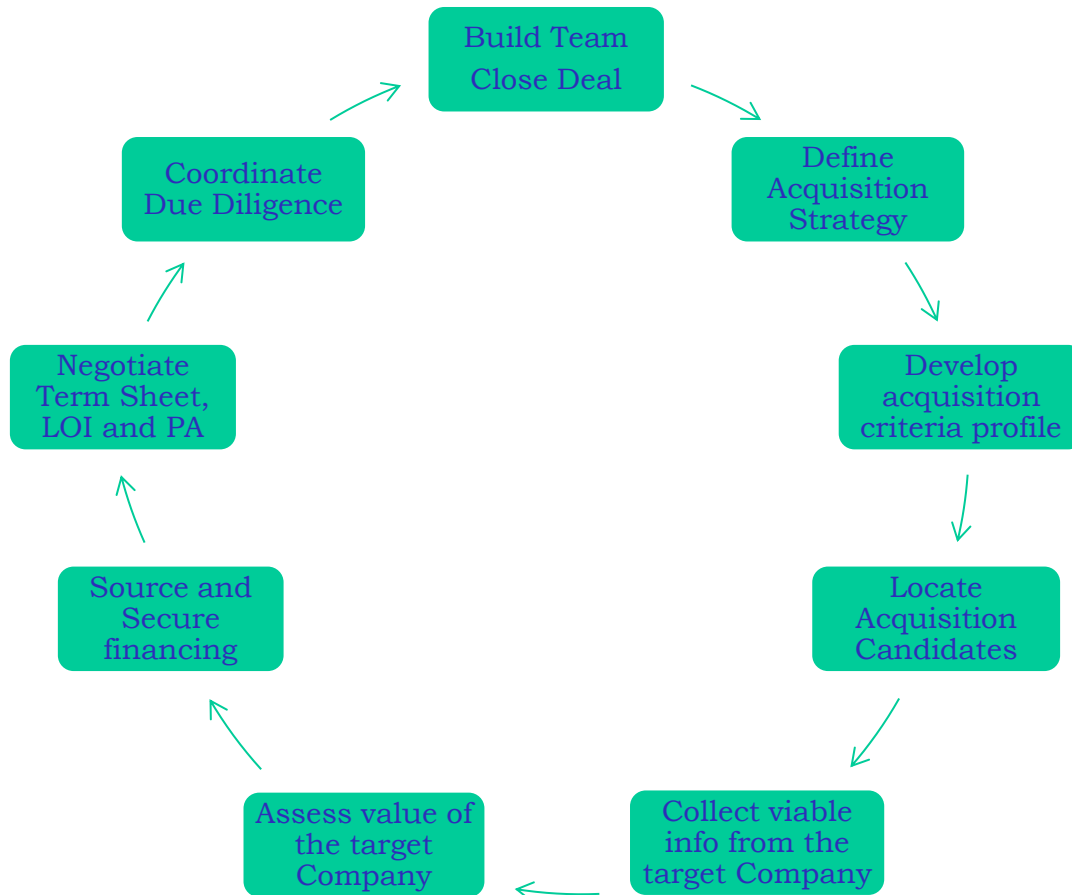 Build Team
Close Deal
Define
Acquisition
Strategy
Develop
acquisition
criteria profile
Locate
Acquisition
Candidates
Collect viable
info from the
target Company
Assess value of
the target
Company
Source and
Secure
financing
Negotiate
Term Sheet,
LOI and PA
Coordinate
Due Diligence